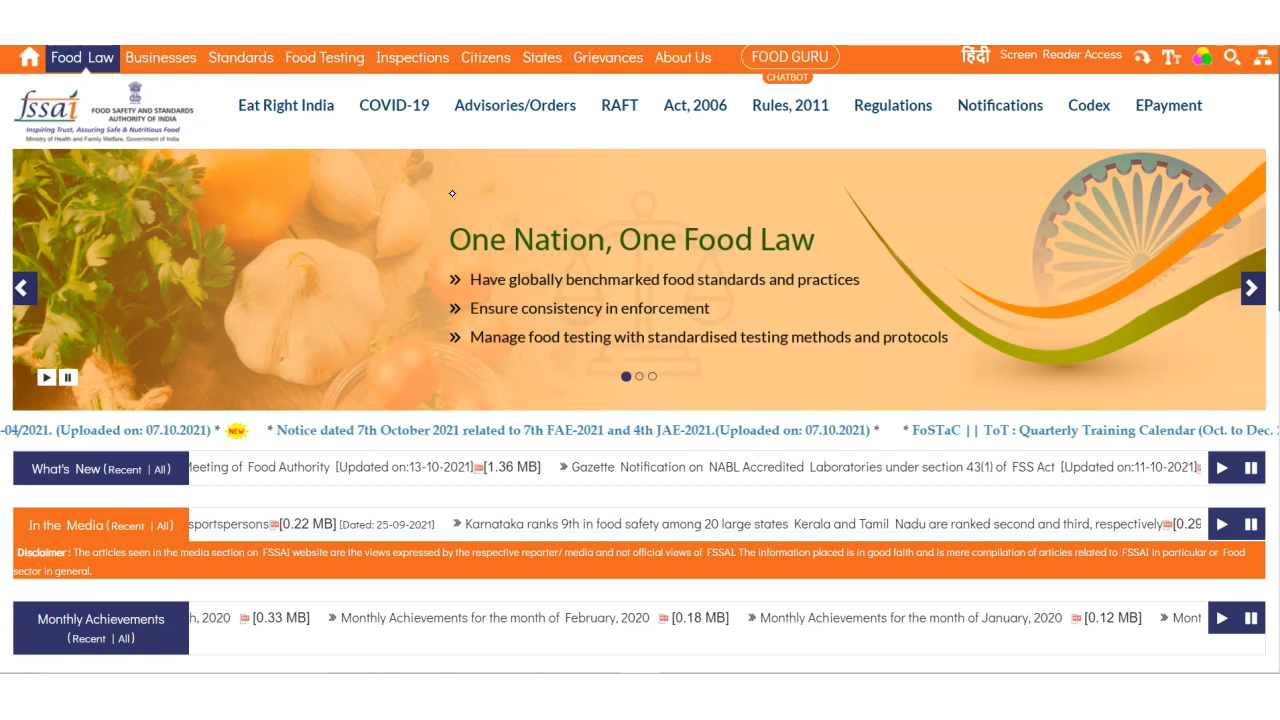 Food Law Businesses Standards Food Testing Inspections Citizens States Grievances About Us FOOD GURU हिंदी Screen Reader Access TT
CHATBOT
fssai FOOD SAFETY AND STANDARDS
AUTHORITY OF INDIA
Inspiring Trust, Assuring Safe & Nutritious Food
Ministry of Health and Family Welfare, Government of India
Eat Right India COVID-19 Advisories/Orders RAFT Act, 2006 Rules, 2011 Regulations Notifications Codex EPayment
One Nation, One Food Law
» Have globally benchmarked food standards and practices
» Ensure consistency in enforcement
» Manage food testing with standardised testing methods and protocols
-04/2021. (Uploaded on: 07.10.2021) * NEW * Notice dated 7th October 2021 related to 7th FAE-2021 and 4th JAE-2021.(Uploaded on: 07.10.2021) * * FoSTaC || ToT : Quarterly Training Calendar (Oct. to Dec.
What's New (Recent | All) Meeting of Food Authority [Updated on:13-10-2021] [1.36 MB] » Gazette Notification on NABL Accredited Laboratories under section 43(1) of FSS Act [Updated on:11-10-2021]
In the Media (Recent | All) sportspersons [0.22 MB] [Dated: 25-09-2021] » Karnataka ranks 9th in food safety among 20 large states Kerala and Tamil Nadu are ranked second and third, respectively [0.29
Disclaimer : The articles seen in the media section on FSSAI website are the views expressed by the respective reporter/ media and not official views of FSSAI. The information placed is in good faith and is mere compilation of articles related to FSSAI in particular or Food
sector in general.
Monthly Achievements
(Recent | All)
h, 2020 [0.33 MB] » Monthly Achievements for the month of February, 2020 [0.18 MB] » Monthly Achievements for the month of January, 2020 [0.12 MB] » Mont